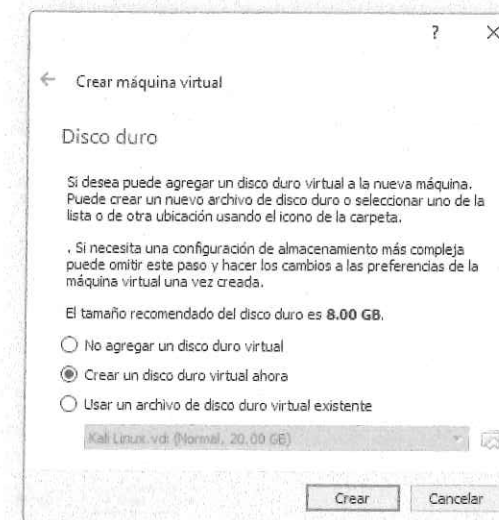 ?
Crear máquina virtual
Disco duro
Si desea puede agregar un disco duro virtual a la nueva máquina.
Puede crear un nuevo archivo de disco duro o seleccionar uno de la
lista o de otra ubicación usando el icono de la carpeta.
. Si necesita una configuración de almacenamiento más compleja
puede omitir este paso y hacer los cambios a las preferencias de la
máquina virtual una vez creada.
El tamaño recomendado del disco duro es 8.00 GB.
No agregar un disco duro virtual
Crear un disco duro virtual ahora
Usar un archivo de disco duro virtual existente
Kali Linux.vdi (Normal, 20.00 GB)
Crear Cancelar